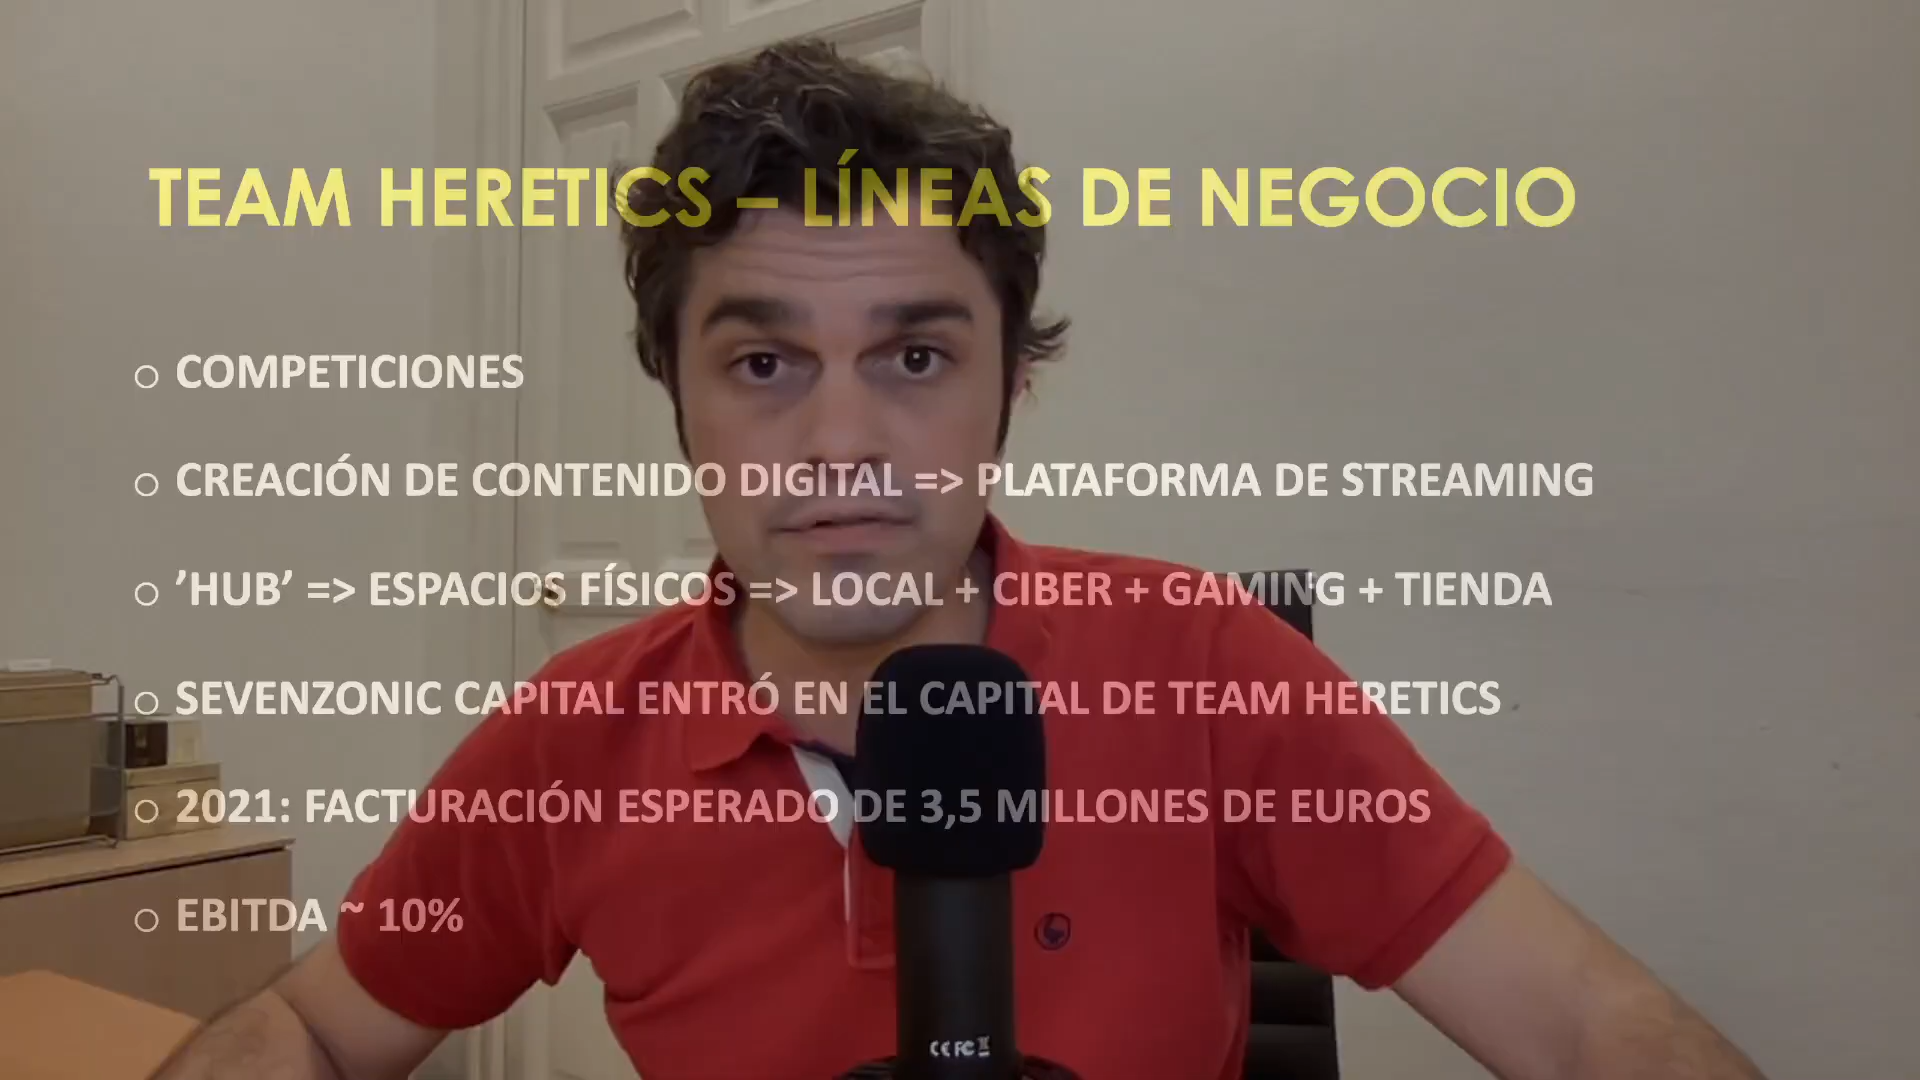 TEAM HERETICS – LÍNEAS DE NEGOCIO
o COMPETICIONES
o CREACIÓN DE CONTENIDO DIGITAL => PLATAFORMA DE STREAMING
o ’HUB’ => ESPACIOS FÍSICOS => LOCAL + CIBER + GAMING + TIENDA
o SEVENZONIC CAPITAL ENTRÓ EN EL CAPITAL DE TEAM HERETICS
o 2021: FACTURACIÓN ESPERADO DE 3,5 MILLONES DE EUROS
o EBITDA ~ 10%
CE FC